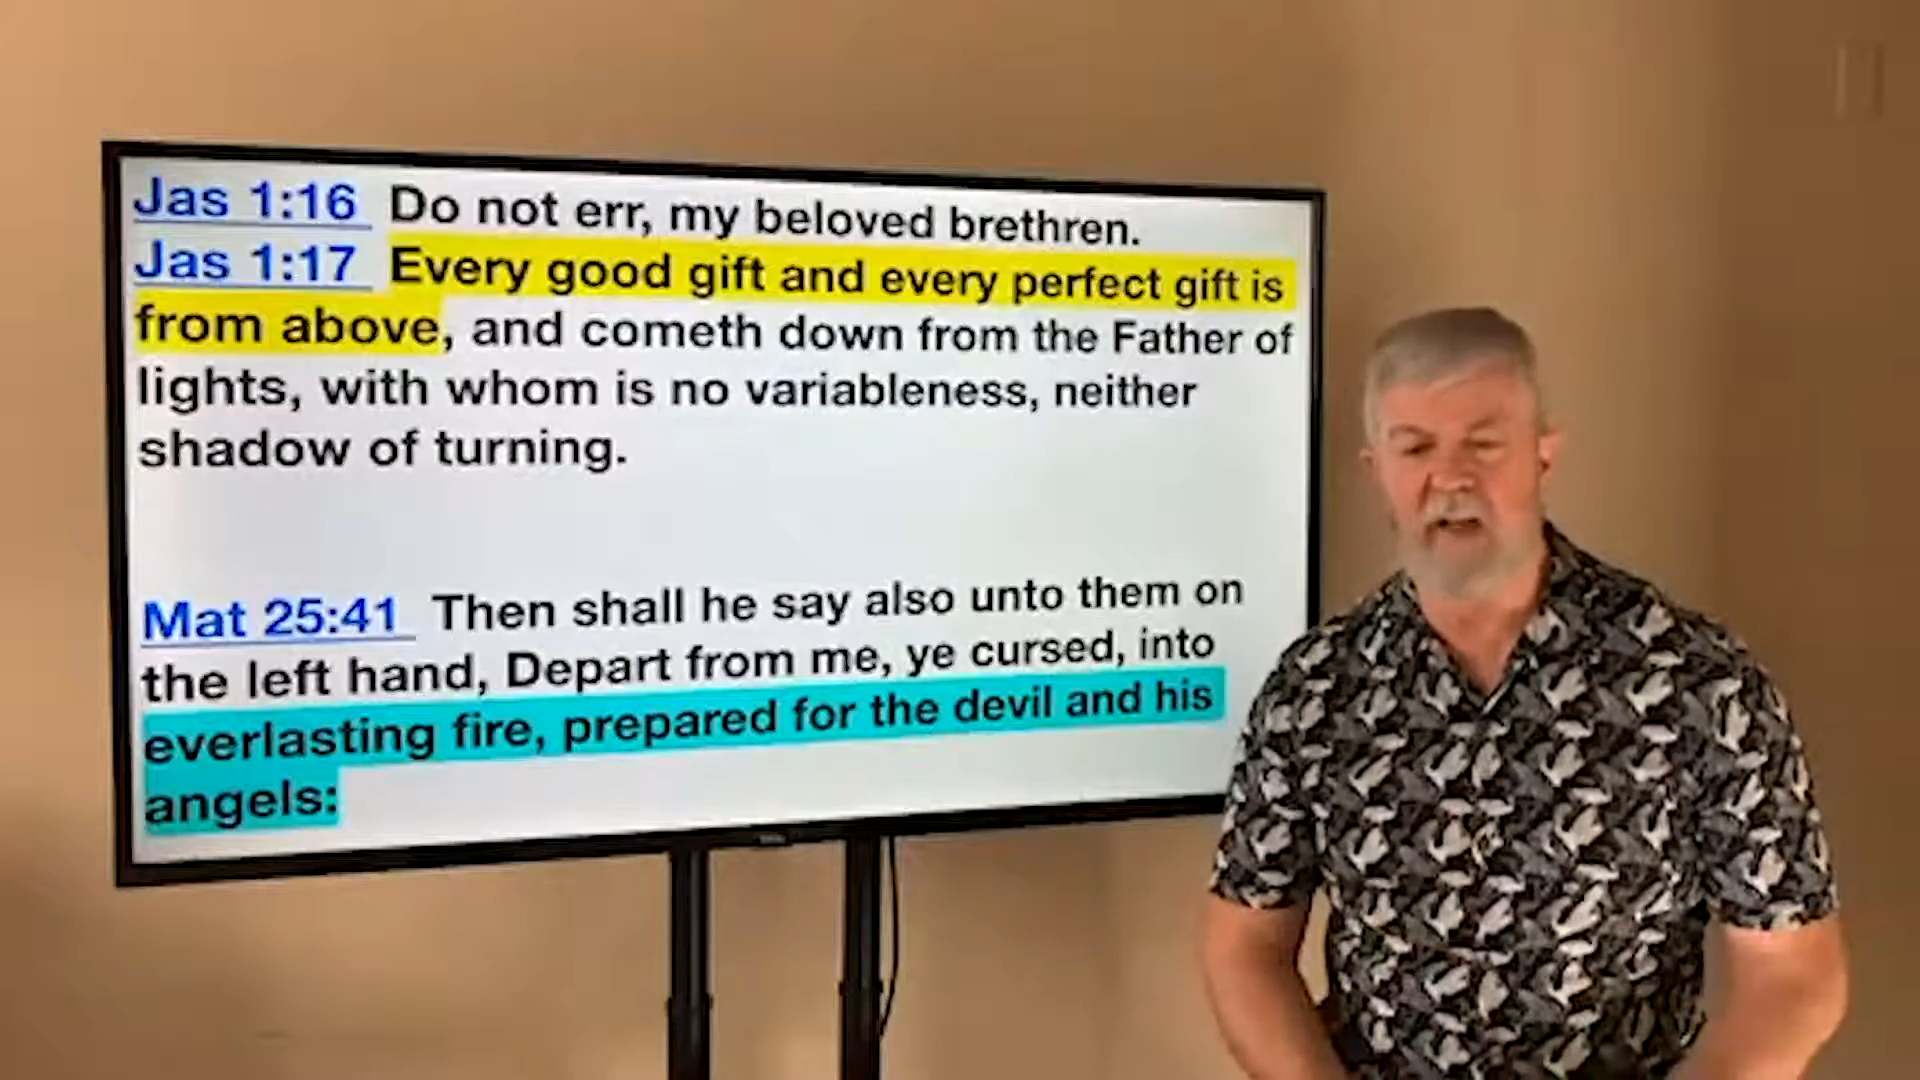 Jas 1:16 Do not err, my beloved brethren.
Jas 1:17 Every good gift and every perfect gift is
from above, and cometh down from the Father of
lights, with whom is no variableness, neither
shadow of turning.
Mat 25:41 Then shall he say also unto them on
the left hand, Depart from me, ye cursed, into
everlasting fire, prepared for the devil and his
angels: